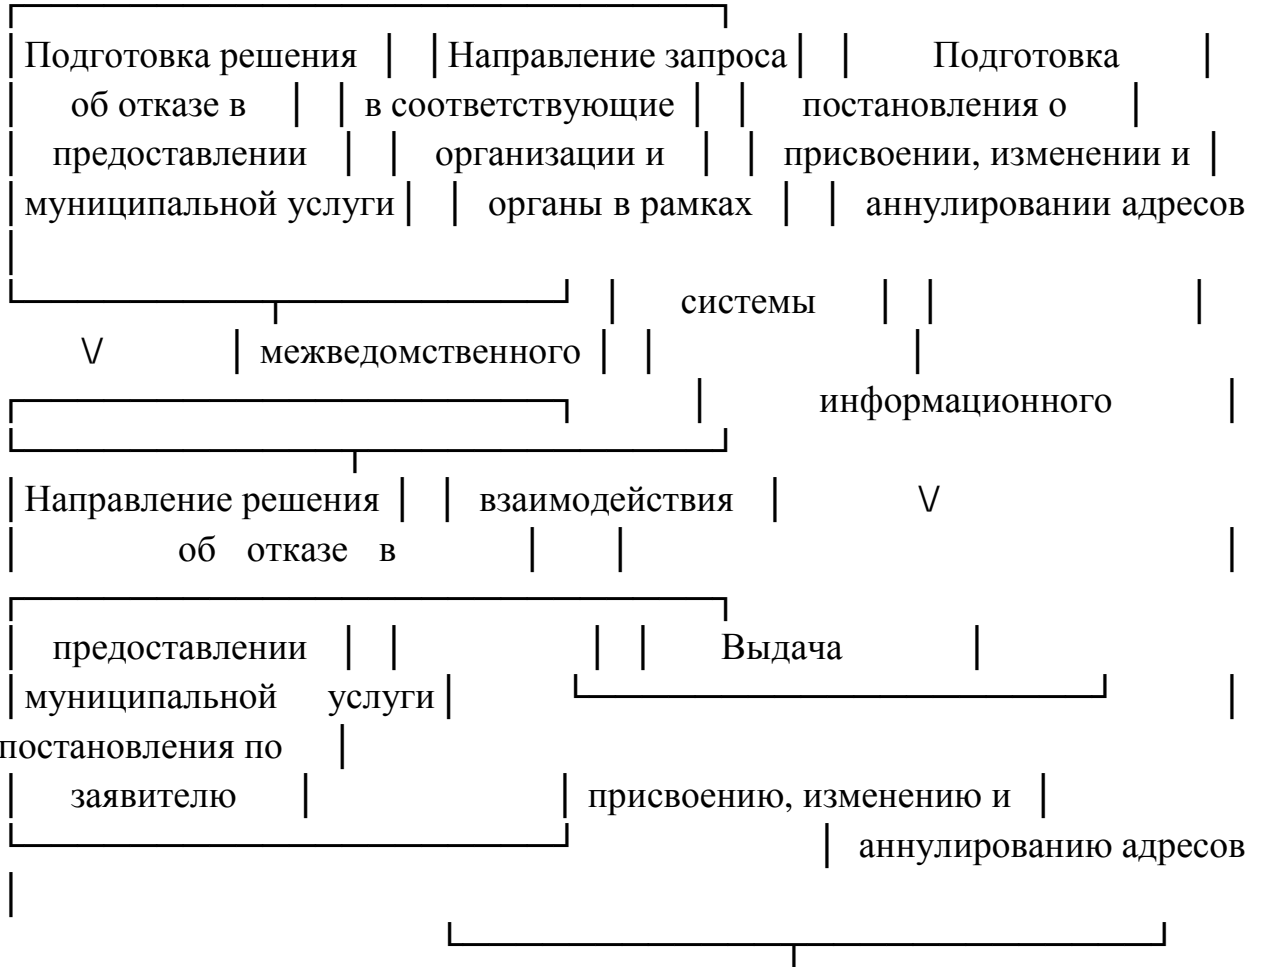 Подготовка решения │ │ Направление запроса │ │ Подготовка │
│ об отказе в │ │ в соответствующие │ │ постановления о │
│ предоставлении │ │ организации и │ │ присвоении, изменении и │
│ муниципальной услуги │ │ органы в рамках │ │ аннулировании адресов
│ системы │ │ │
\/ │ межведомственного │ │ │
│ информационного │
│ Направление решения │ │ взаимодействия │ \/
│ об отказе в │ │ │
│ предоставлении │ │ │ │ Выдача │
│ муниципальной услуги │ │
постановления по │
│ заявителю │ │ присвоению, изменению и │
│ аннулированию адресов